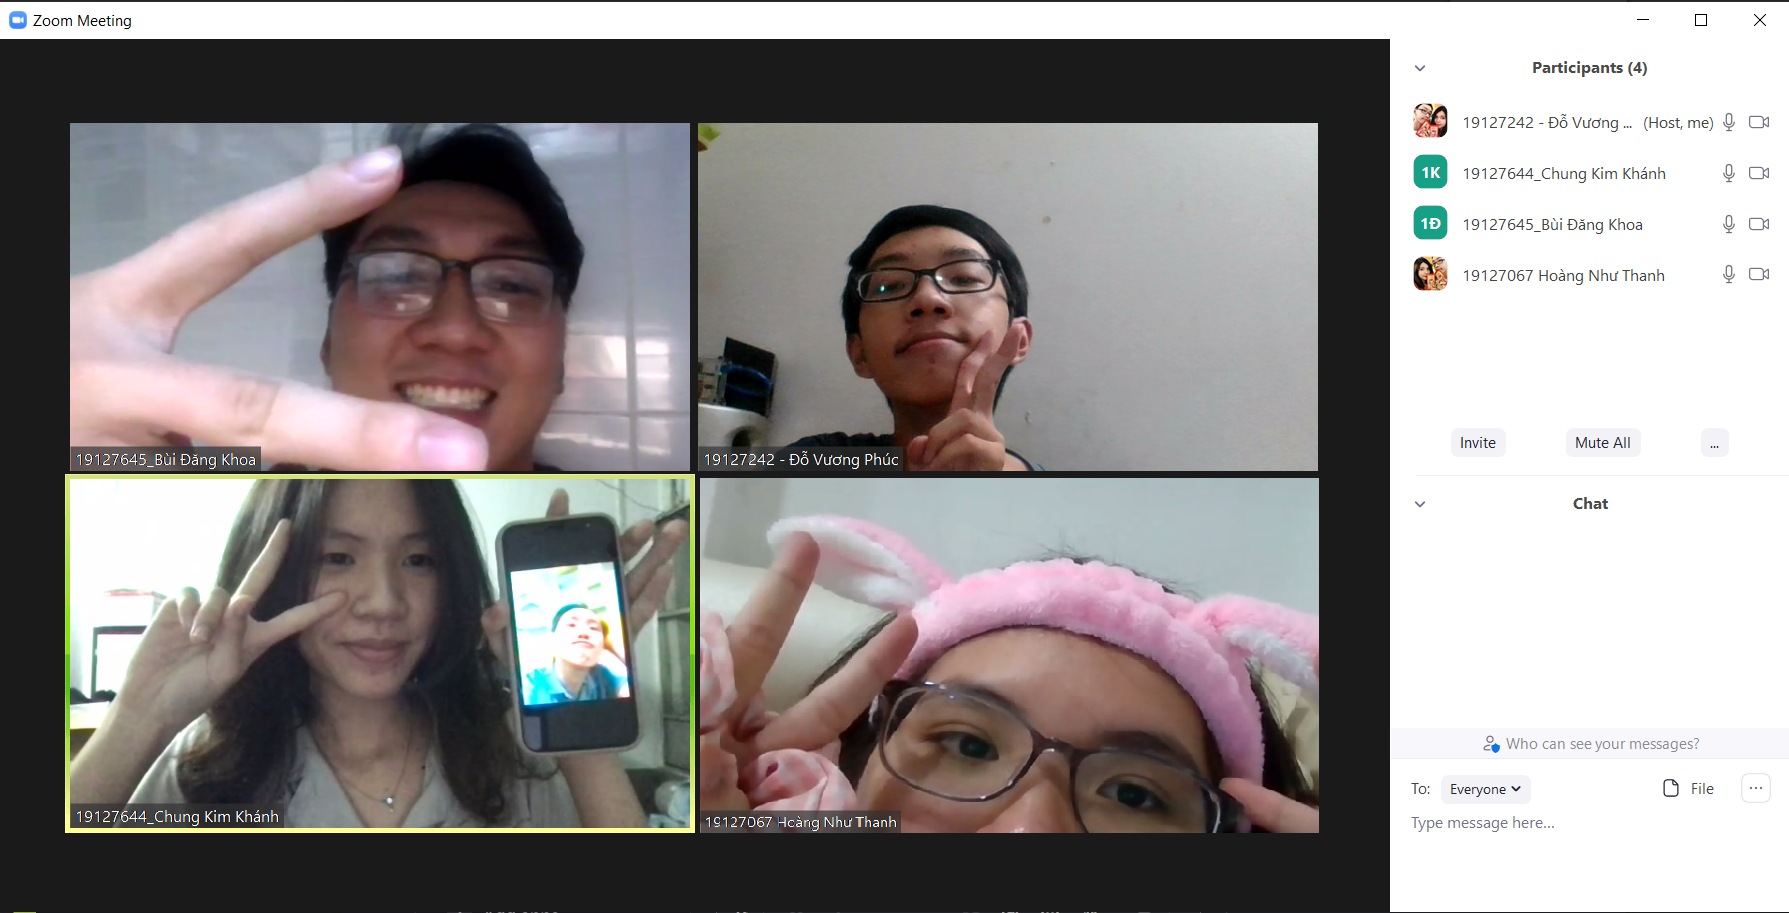 Zoom Meeting
19127645_Bùi Đăng Khoa
19127242 - Đỗ Vương Phúc
19127644_Chung Kim Khánh
19127067 Hoàng Như Thanh
Participants (4)
19127242 - Đỗ Vương ... (Host, me)
1K 19127644_Chung Kim Khánh
1Đ 19127645_Bùi Đăng Khoa
19127067 Hoàng Như Thanh
Invite Mute All ...
Chat
Who can see your messages?
To: Everyone File ...
Type message here...